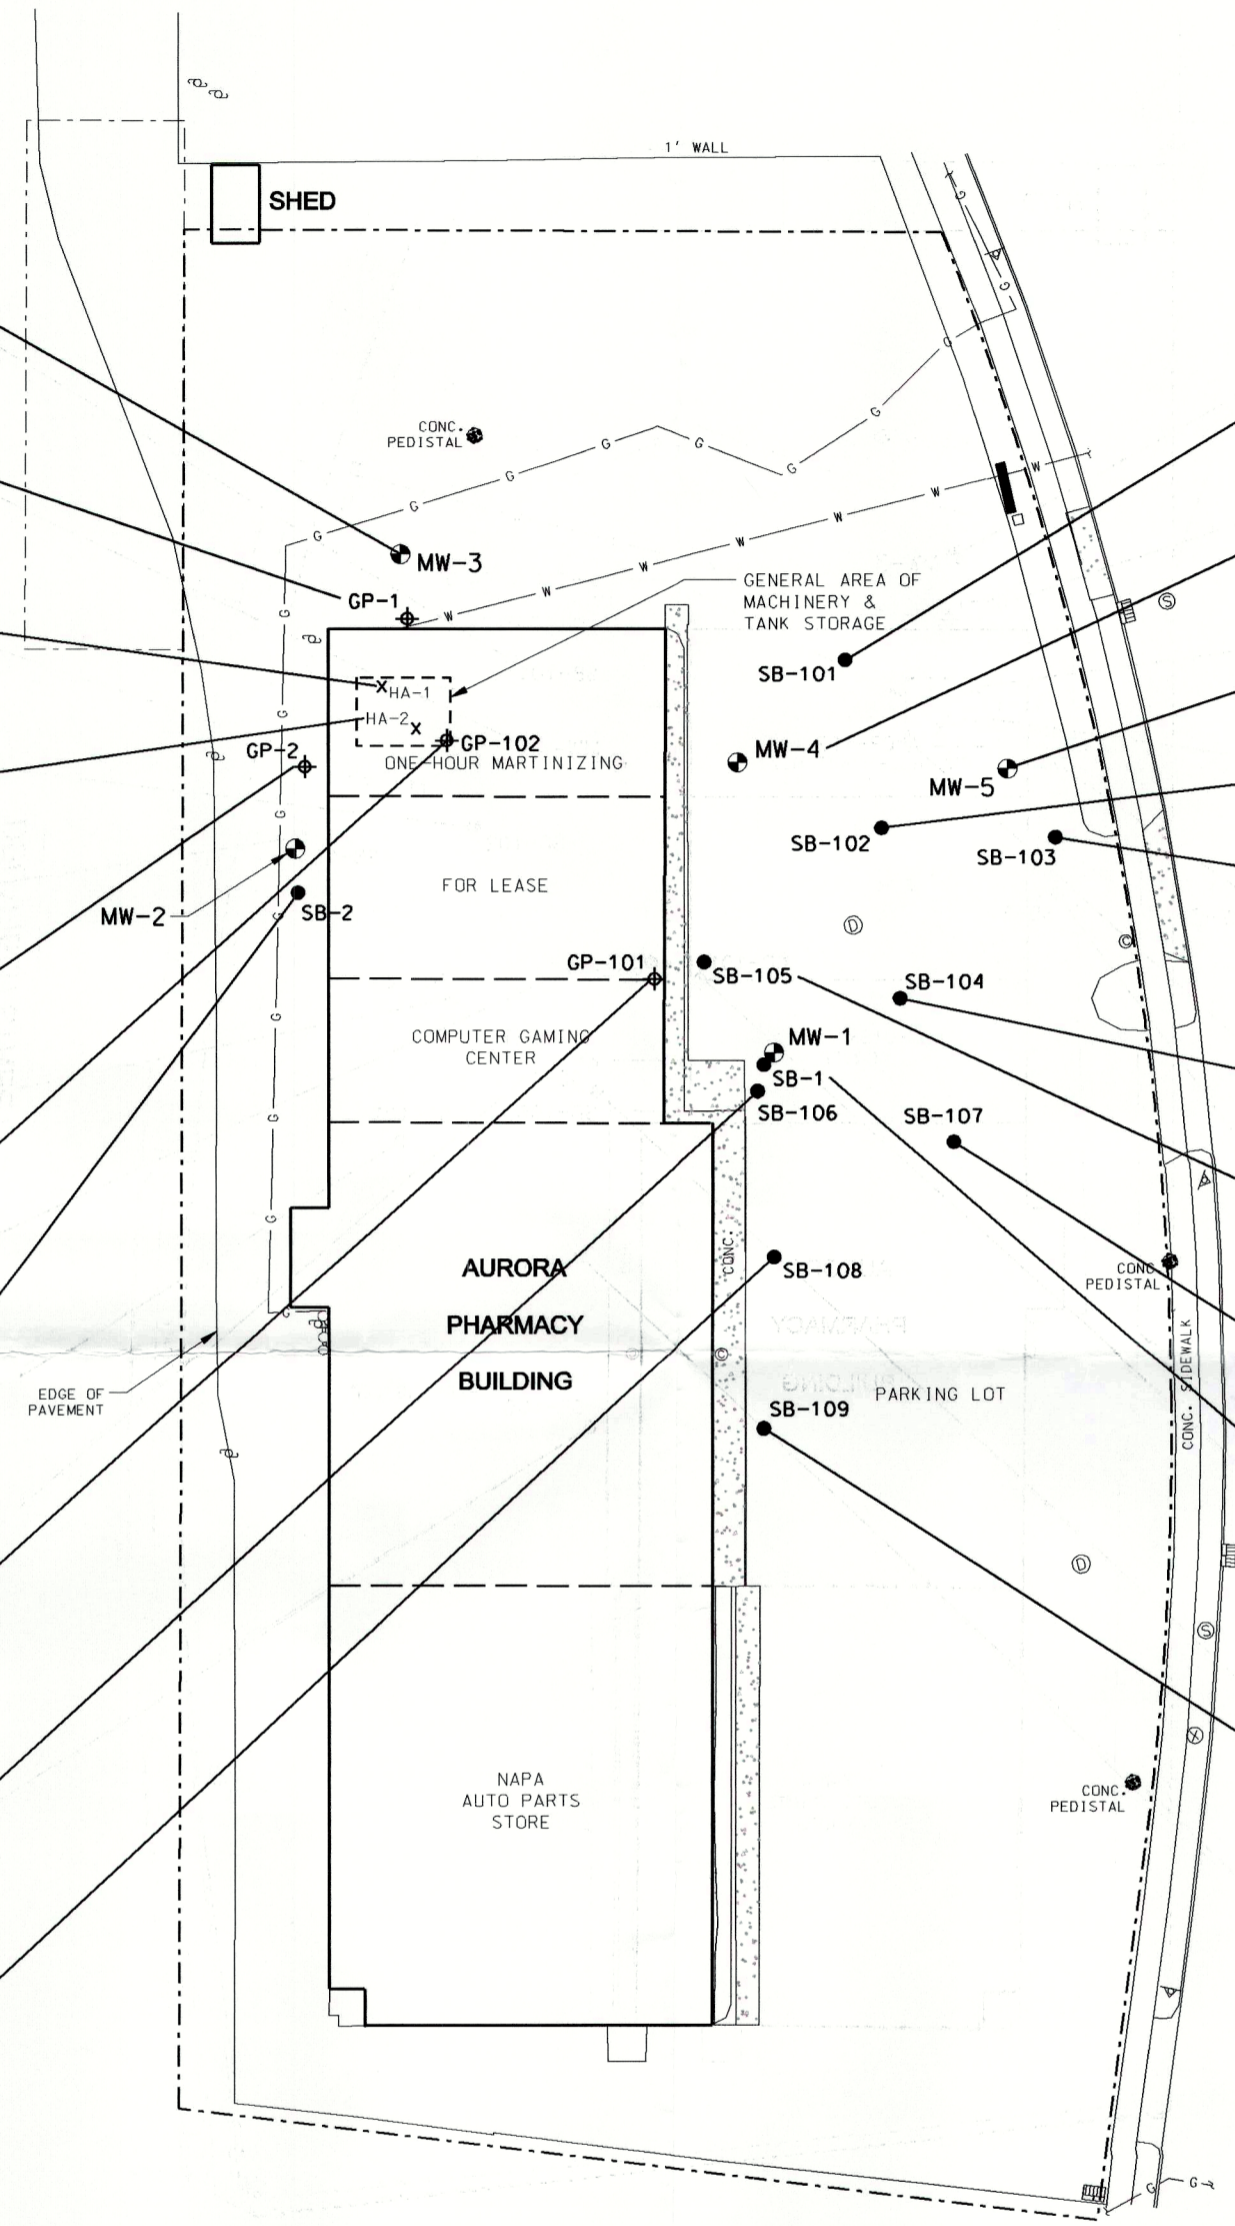 1' WALL
SHED
G
G
CONC.
PEDISTAL
G
G
G
G
G
G
G
G
W
W
W
W
W
W
MW-3
GENERAL AREA OF
MACHINERY &
TANK STORAGE
GP-1
S
SB-101
HA-1
HA-2
GP-102
ONE-HOUR MARTINIZING
GP-2
MW-4
MW-5
G
G
G
SB-102
SB-103
FOR LEASE
MW-2
SB-2
G
D
C
GP-101
SB-105
SB-104
G
COMPUTER GAMING
CENTER
MW-1
SB-1
SB-106
SB-107
G
G
AURORA
PHARMACY
BUILDING
CONC.
SB-108
CONC.
PEDISTAL
C
EDGE OF
PAVEMENT
PARKING LOT
CONC. SIDEWALK
SB-109
D
S
X
NAPA
AUTO PARTS
STORE
CONC.
PEDISTAL
G
G